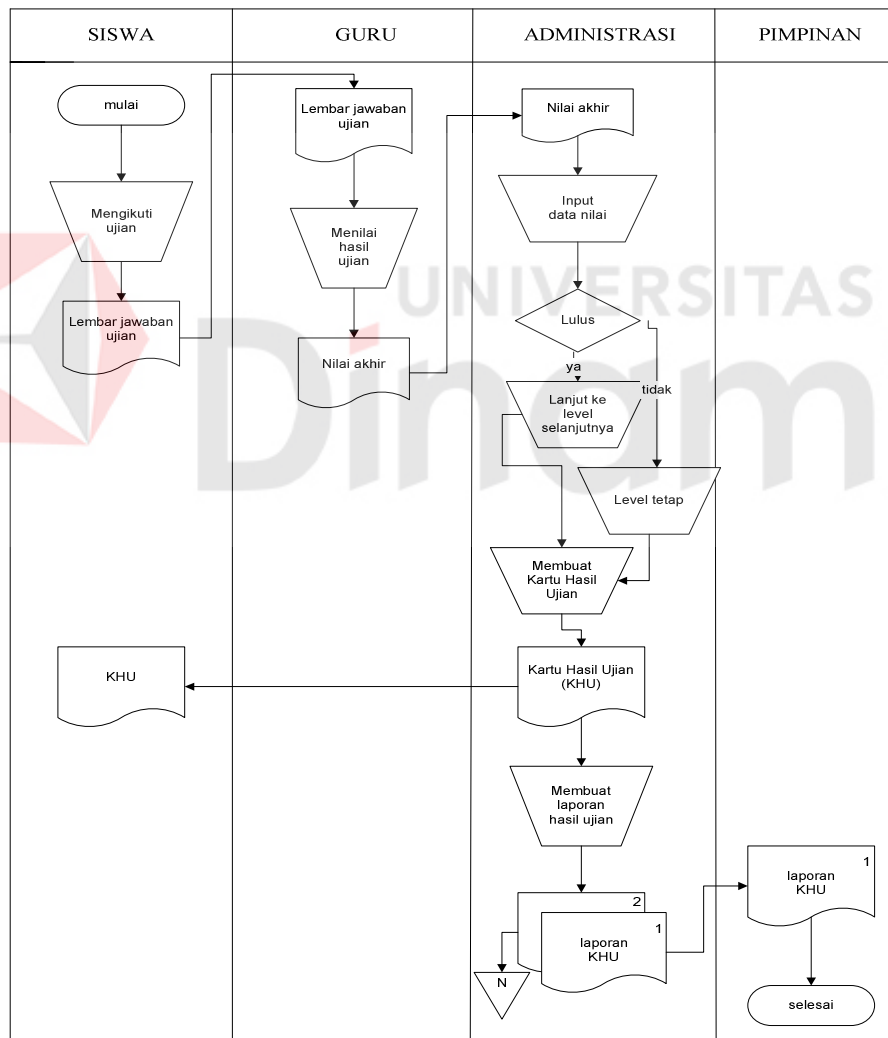 SISWA
GURU
ADMINISTRASI
PIMPINAN
mulai
Mengikuti
ujian
Lembar jawaban
ujian
Lembar jawaban
ujian
Menilai
hasil
ujian
Nilai akhir
Nilai akhir
Input
data nilai
Lulus
ya
tidak
Lanjut ke
level
selanjutnya
Level tetap
Membuat
Kartu Hasil
Ujian
Kartu Hasil Ujian
(KHU)
KHU
Membuat
laporan
hasil ujian
2
1
laporan
KHU
N
1
laporan
KHU
selesai
UNIVERSITAS
Dinam